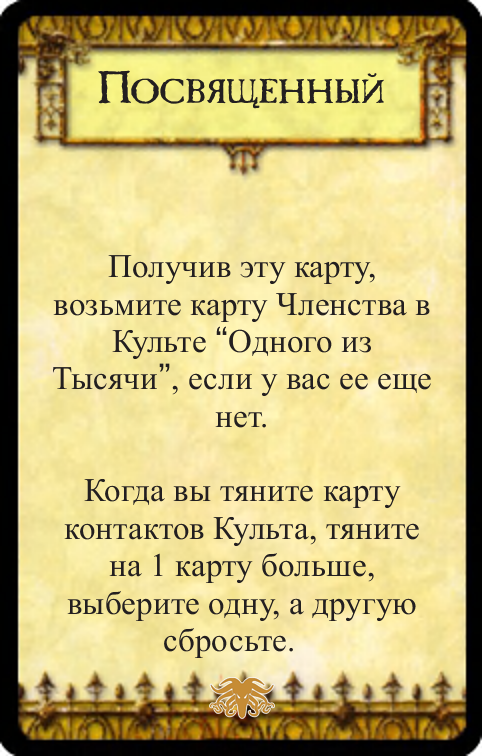 Посвященный
Получив эту карту,
возьмите карту Членства в
Культе “Одного из
Тысячи”, если у вас ее еще
нет.
Когда вы тяните карту
контактов Культа, тяните
на 1 карту больше,
выберите одну, а другую
сбросьте.